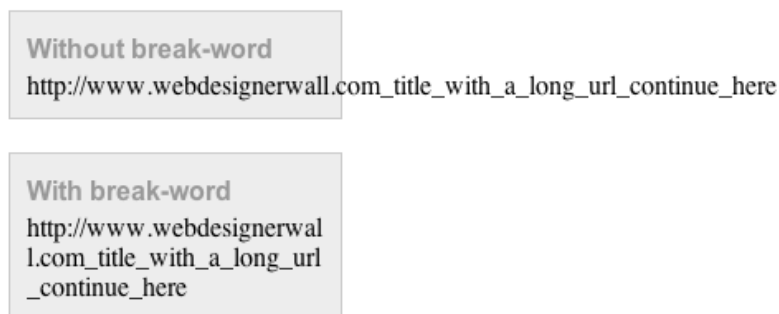 Without break-word
http://www.webdesignerwall.com_title_with_a_long_url_continue_here
With break-word
http://www.webdesignerwal
l.com_title_with_a_long_url
_continue_here